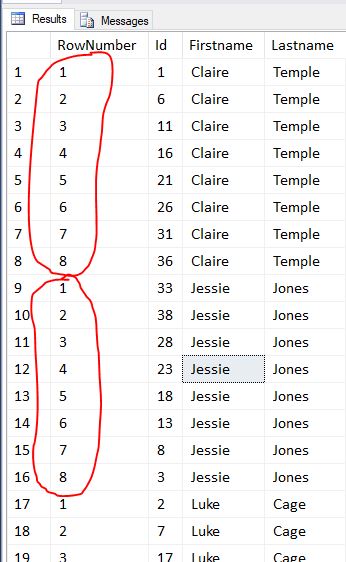 Results Messages
RowNumber Id Firstname Lastname
1 1 1 Claire Temple
2 2 6 Claire Temple
3 3 11 Claire Temple
4 4 16 Claire Temple
5 5 21 Claire Temple
6 6 26 Claire Temple
7 7 31 Claire Temple
8 8 36 Claire Temple
9 1 33 Jessie Jones
10 2 38 Jessie Jones
11 3 28 Jessie Jones
12 4 23 Jessie Jones
13 5 18 Jessie Jones
14 6 13 Jessie Jones
15 7 8 Jessie Jones
16 8 3 Jessie Jones
17 1 2 Luke Cage
18 2 7 Luke Cage
19 3 17 Luke Cage